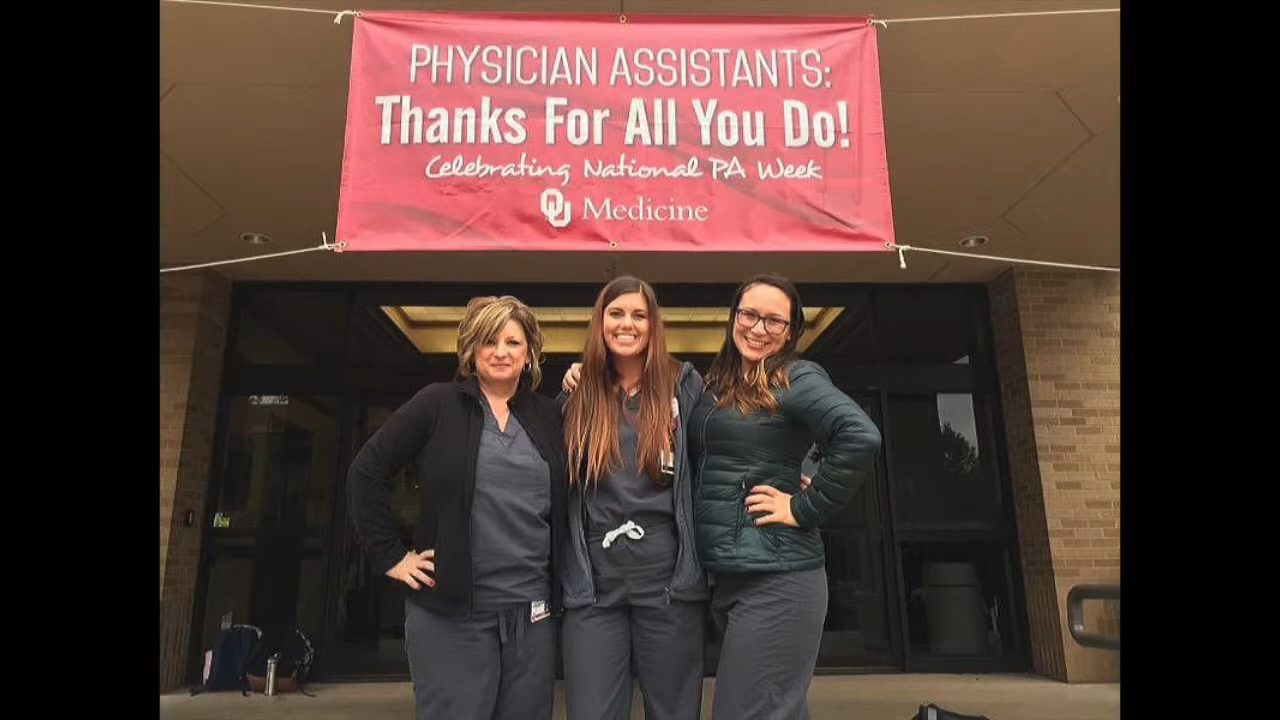 PHYSICIAN ASSISTANTS:
Thanks For All You Do!
Celebrating National PA Week
OU Medicine